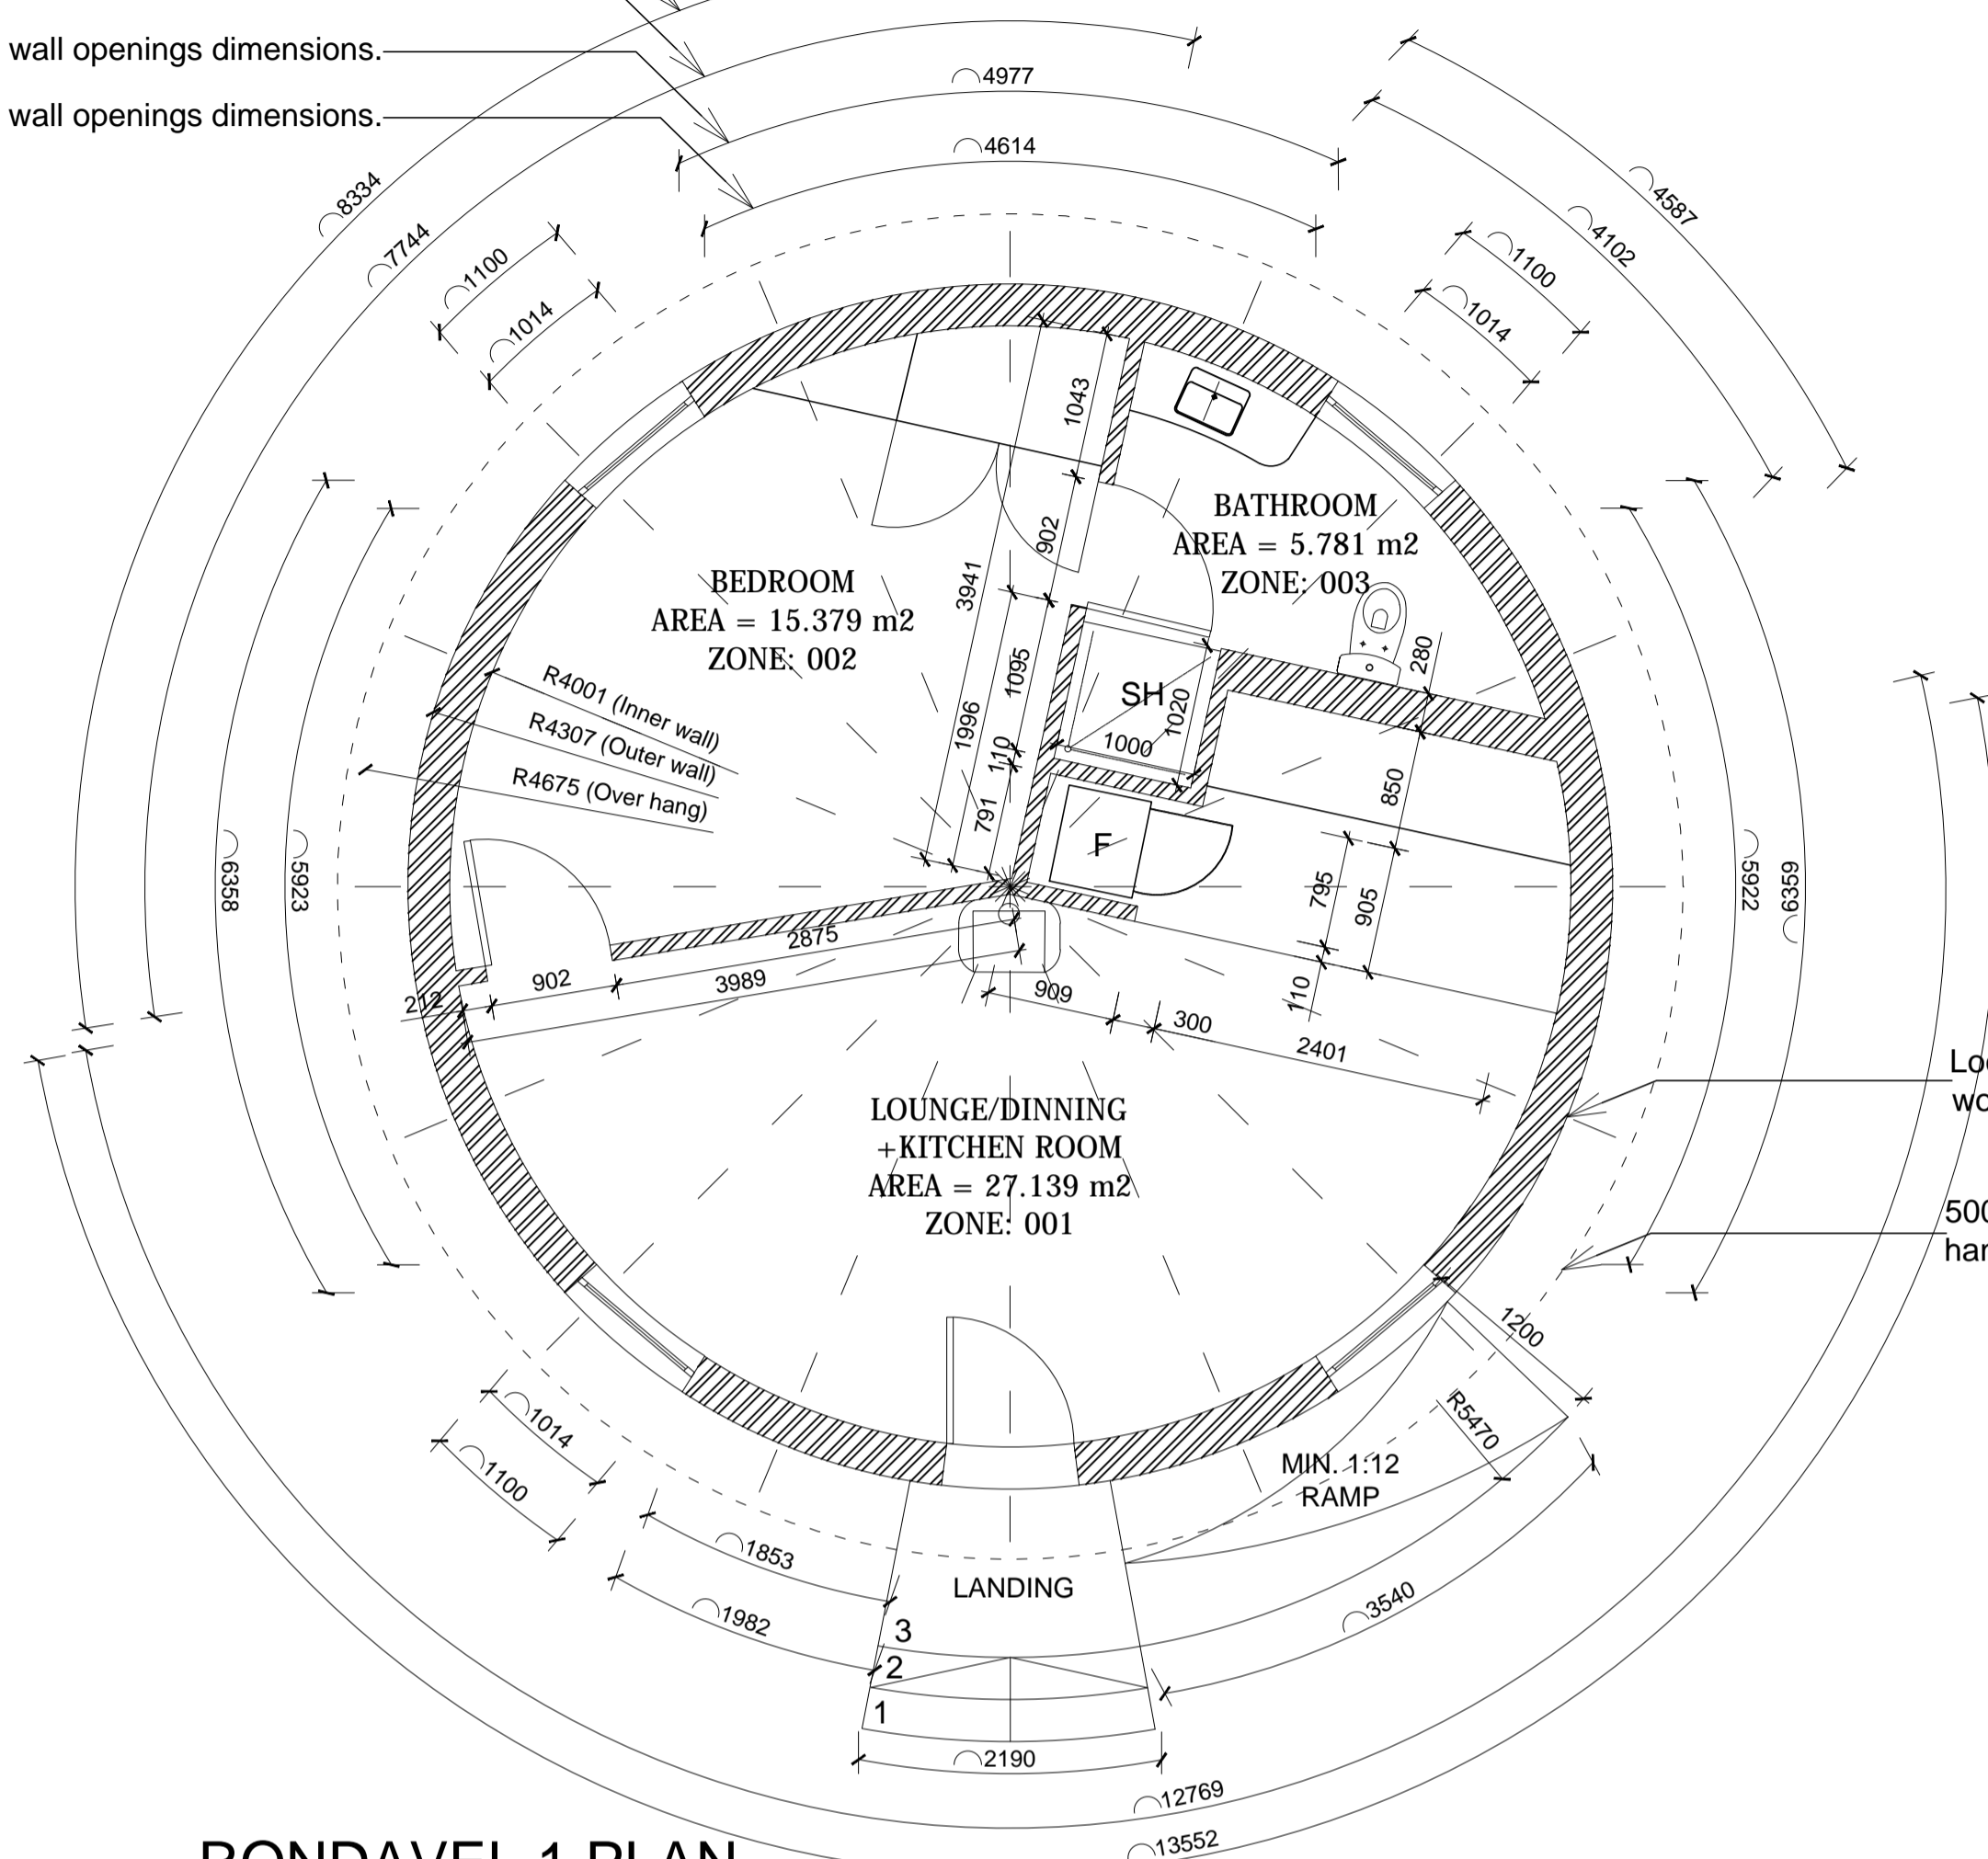 wall openings dimensions.
wall openings dimensions.
4977
4614
8334
7744
1100
1014
4587
4102
1100
1014
1043
902
3941
1095
1996
110
791
BATHROOM
AREA = 5.781 m2
ZONE: 003
BEDROOM
AREA = 15.379 m2
ZONE: 002
R4001 (Inner wall)
R4307 (Outer wall)
R4675 (Over hang)
SH
1020
1000
280
850
F
795
905
110
6358
5923
5922
6359
2875
902
3989
212
909
300
2401
LOUNGE/DINNING
+KITCHEN ROOM
AREA = 27.139 m2
ZONE: 001
500
1200
R5470
MIN. 1:12
RAMP
1014
1100
1853
1982
LANDING
3
2
1
3540
2190
12769
13552
RONDAVEL 1 PLAN